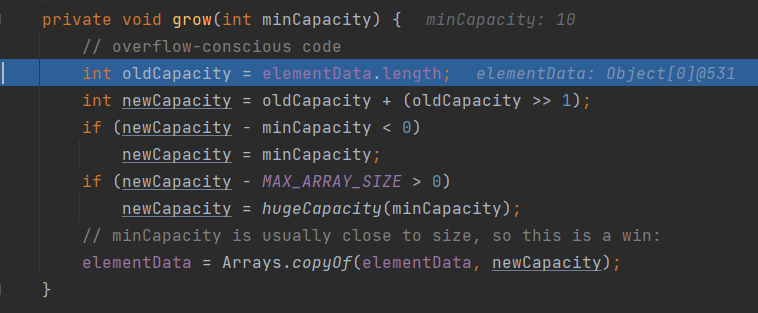 private void grow(int minCapacity) {  minCapacity: 10
    // overflow-conscious code
    int oldCapacity = elementData.length;  elementData: Object[0]@531
    int newCapacity = oldCapacity + (oldCapacity >> 1);
    if (newCapacity - minCapacity < 0)
        newCapacity = minCapacity;
    if (newCapacity - MAX_ARRAY_SIZE > 0)
        newCapacity = hugeCapacity(minCapacity);
    // minCapacity is usually close to size, so this is a win:
    elementData = Arrays.copyOf(elementData, newCapacity);
}